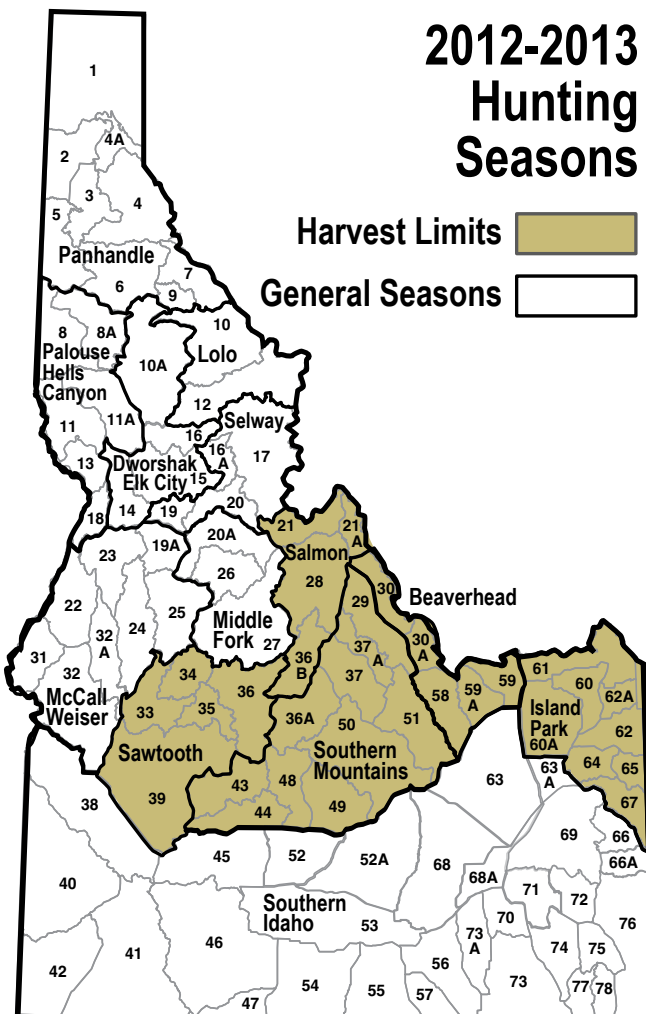 2012-2013
Hunting
Seasons
Harvest Limits
General Seasons
1
4A
2
3
4
5
Panhandle
6
7
9
8
8A
10
Palouse
Hells
Canyon
10A
Lolo
12
11
11A
Selway
16
16
A
17
13
Dworshak
Elk City
15
18
14
19
20
21
21
A
19A
20A
23
Salmon
26
28
22
25
24
32
A
Middle
Fork
27
29
30
Beaverhead
30
A
31
32
McCall
Weiser
34
36
36
B
37
A
37
58
59
A
59
61
60
62A
33
35
36A
50
51
Island
Park
60A
62
Sawtooth
Southern
Mountains
39
43
48
44
49
63
63
A
64
65
67
38
45
52
52A
68
69
66
66A
68A
40
71
72
Southern
Idaho
53
46
70
73
A
76
41
74
75
42
56
54
55
57
73
77
78
47